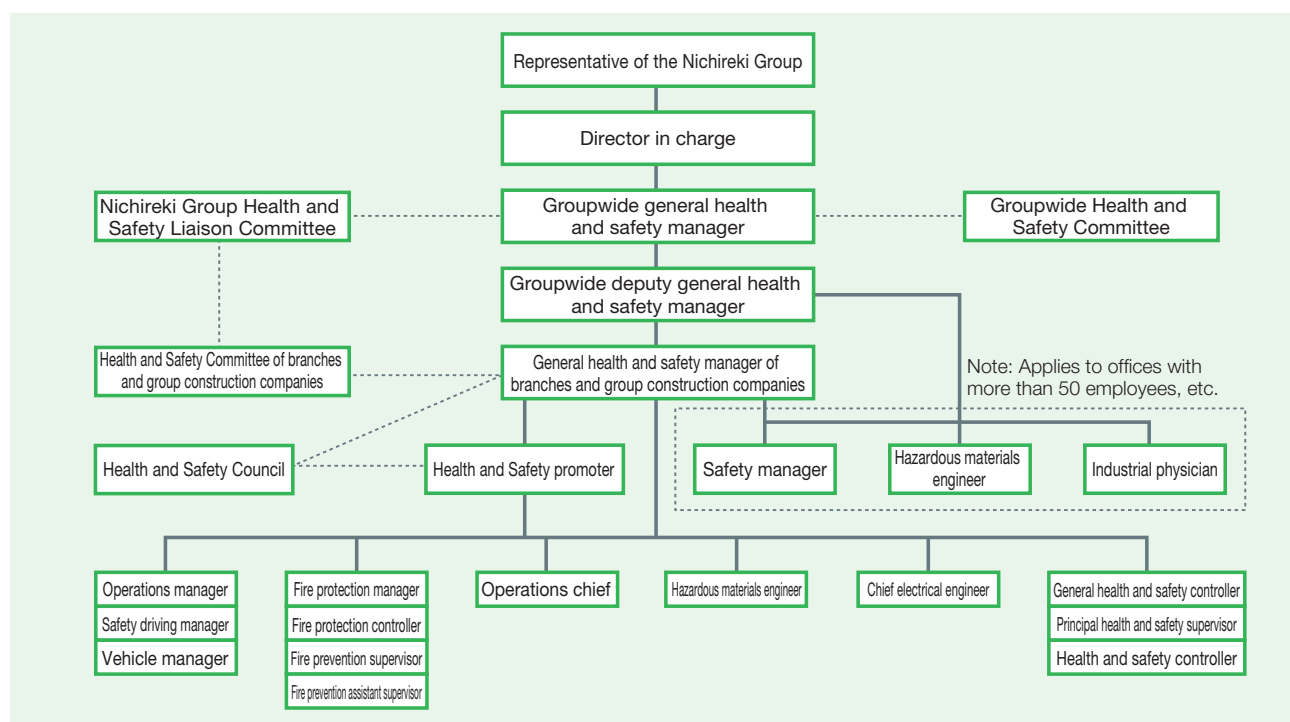 Representative of the Nichireki Group
Director in charge
Nichireki Group Health and
Safety Liaison Committee
Groupwide general health
and safety manager
Groupwide Health and
Safety Committee
Groupwide deputy general health
and safety manager
Health and Safety Committee of branches
and group construction companies
General health and safety manager of
branches and group construction companies
Note: Applies to offices with
more than 50 employees, etc.
Health and Safety Council
Health and Safety promoter
Safety manager
Hazardous materials
engineer
Industrial physician
Operations manager
Safety driving manager
Vehicle manager
Fire protection manager
Fire protection controller
Fire prevention supervisor
Fire prevention assistant supervisor
Operations chief
Hazardous materials engineer
Chief electrical engineer
General health and safety controller
Principal health and safety supervisor
Health and safety controller